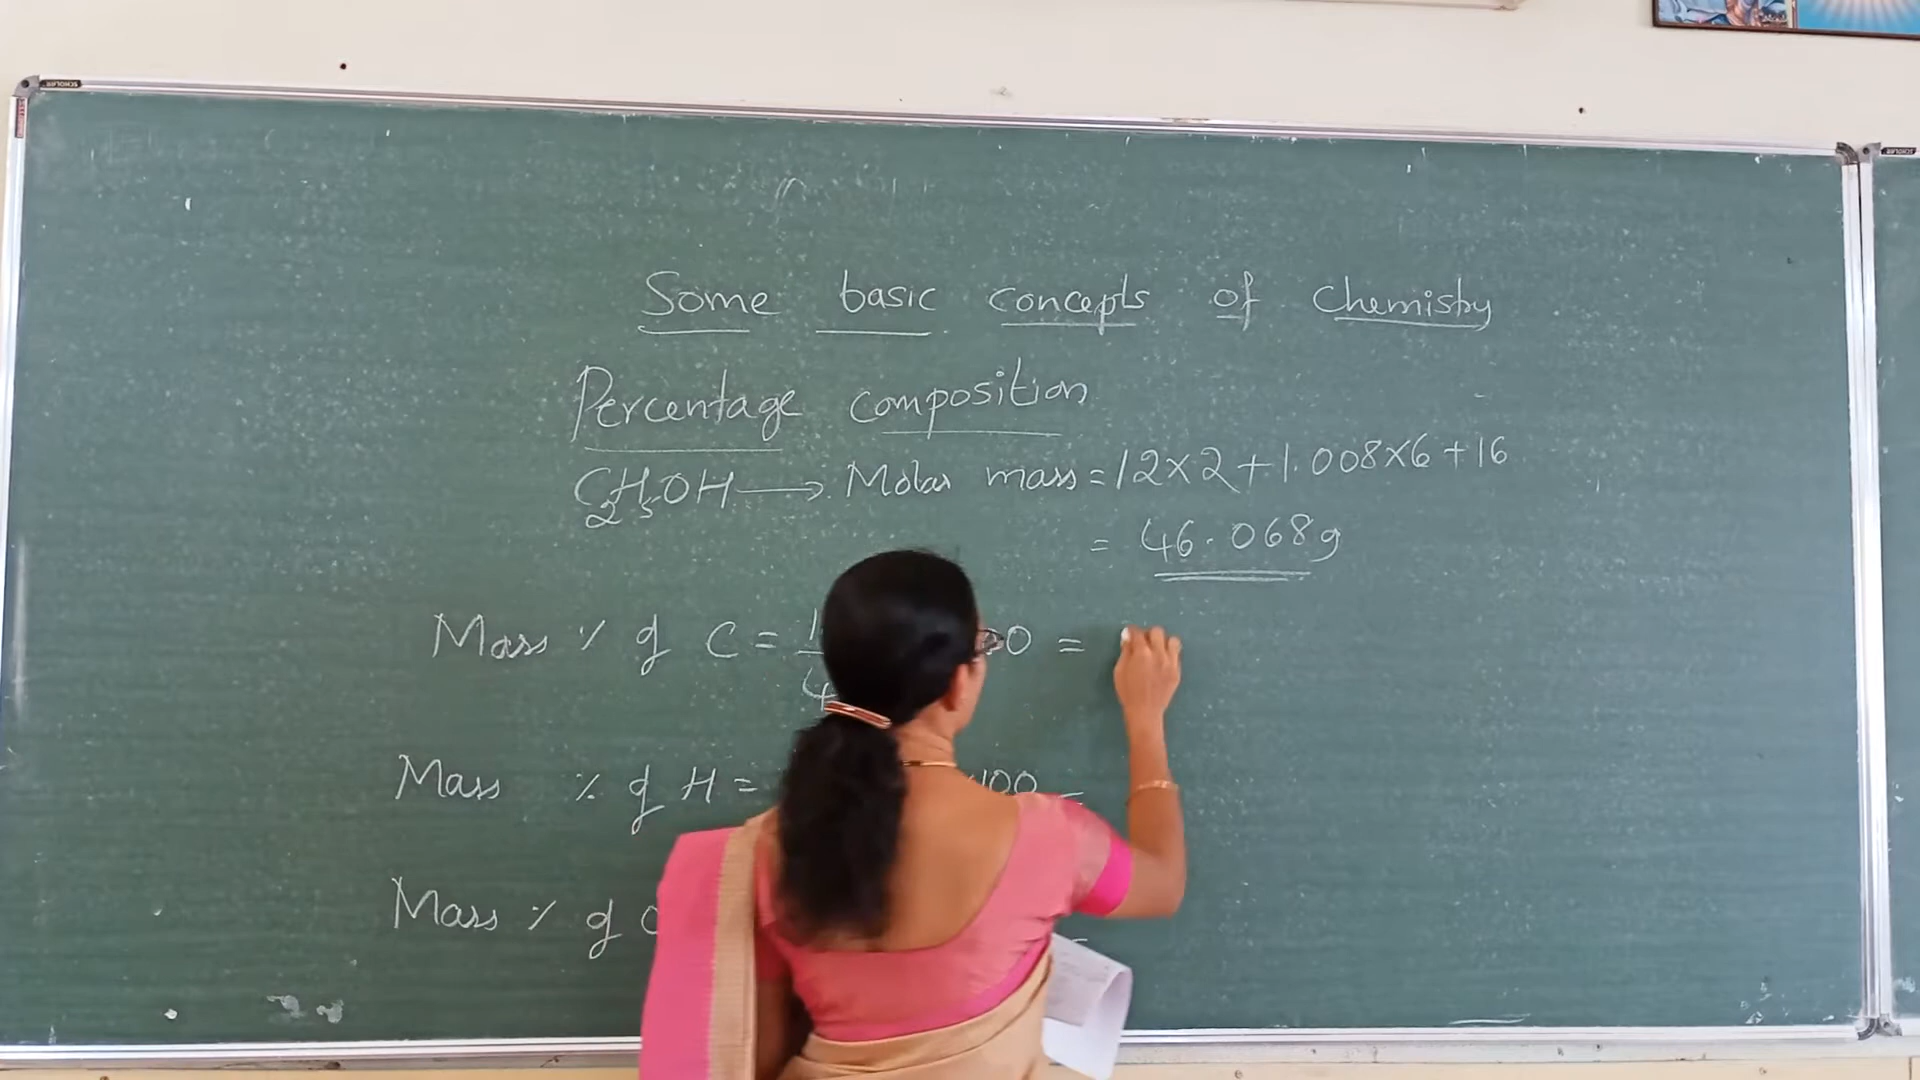 Some basic concepts of Chemistry
Percentage composition
C₂H₅OH → Molar mass = 12×2+1.008×6+16
= 46.068g
Mass % of C = =
Mass % of H = ×100 =
Mass % of